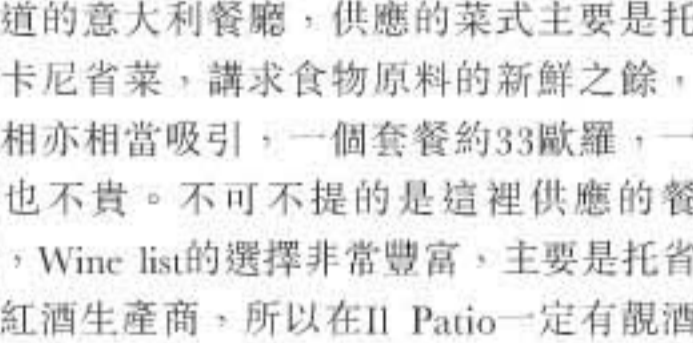 道的意大利餐廳，供應的菜式主要是托
卡尼省菜，講求食物原料的新鮮之餘，
相亦相當吸引，一個套餐約33歐羅，一
也不貴。不可不提的是這裡供應的餐
，Wine list的選擇非常豐富，主要是托省
紅酒生產商，所以在Il Patio一定有靚酒